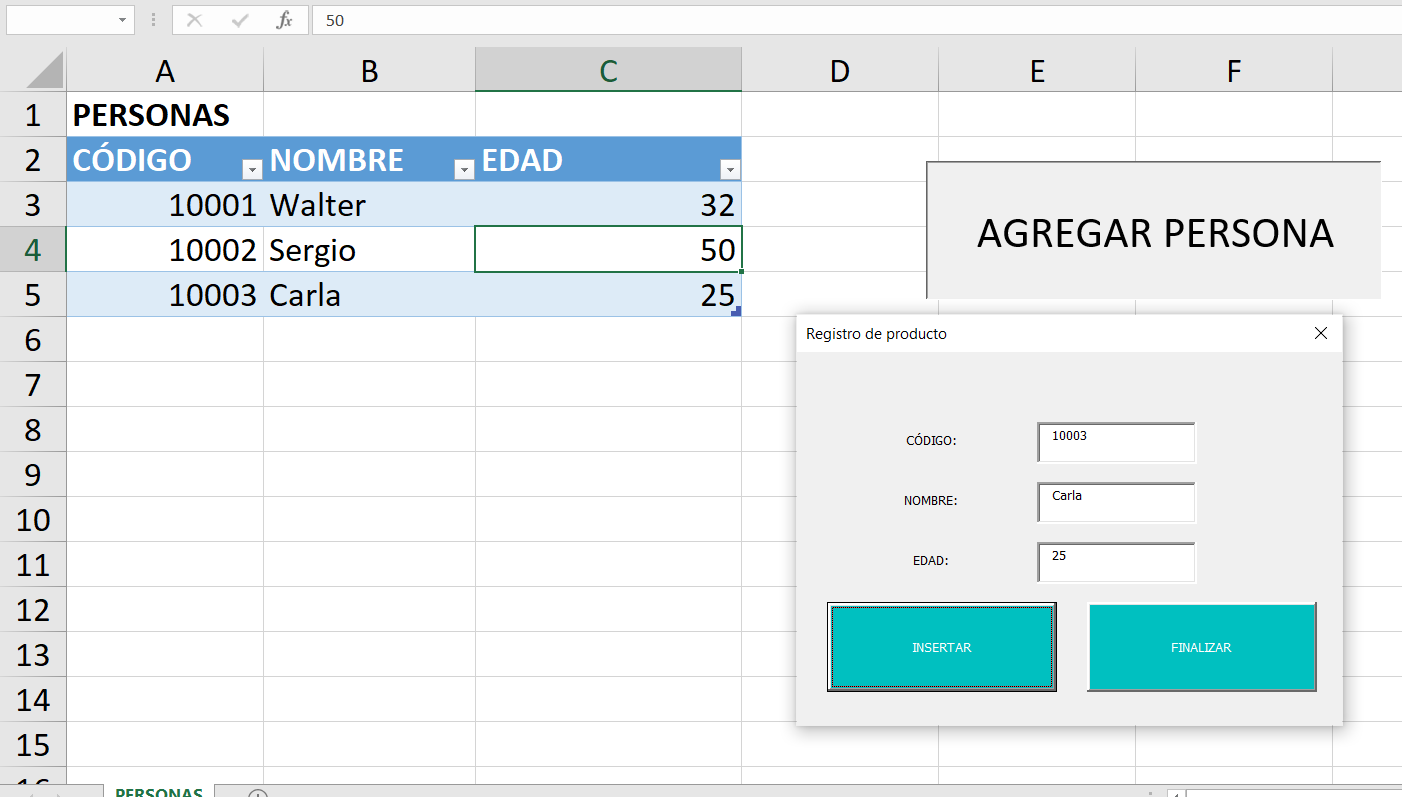 fx 50
A B C D E F
1 PERSONAS
2 CÓDIGO NOMBRE EDAD
3 10001 Walter 32
AGREGAR PERSONA
4 10002 Sergio 50
5 10003 Carla 25
Registro de producto
6
7
8
CÓDIGO: 10003
9
NOMBRE: Carla
10
11
EDAD: 25
12
13
INSERTAR FINALIZAR
14
15
16
PERSONAS